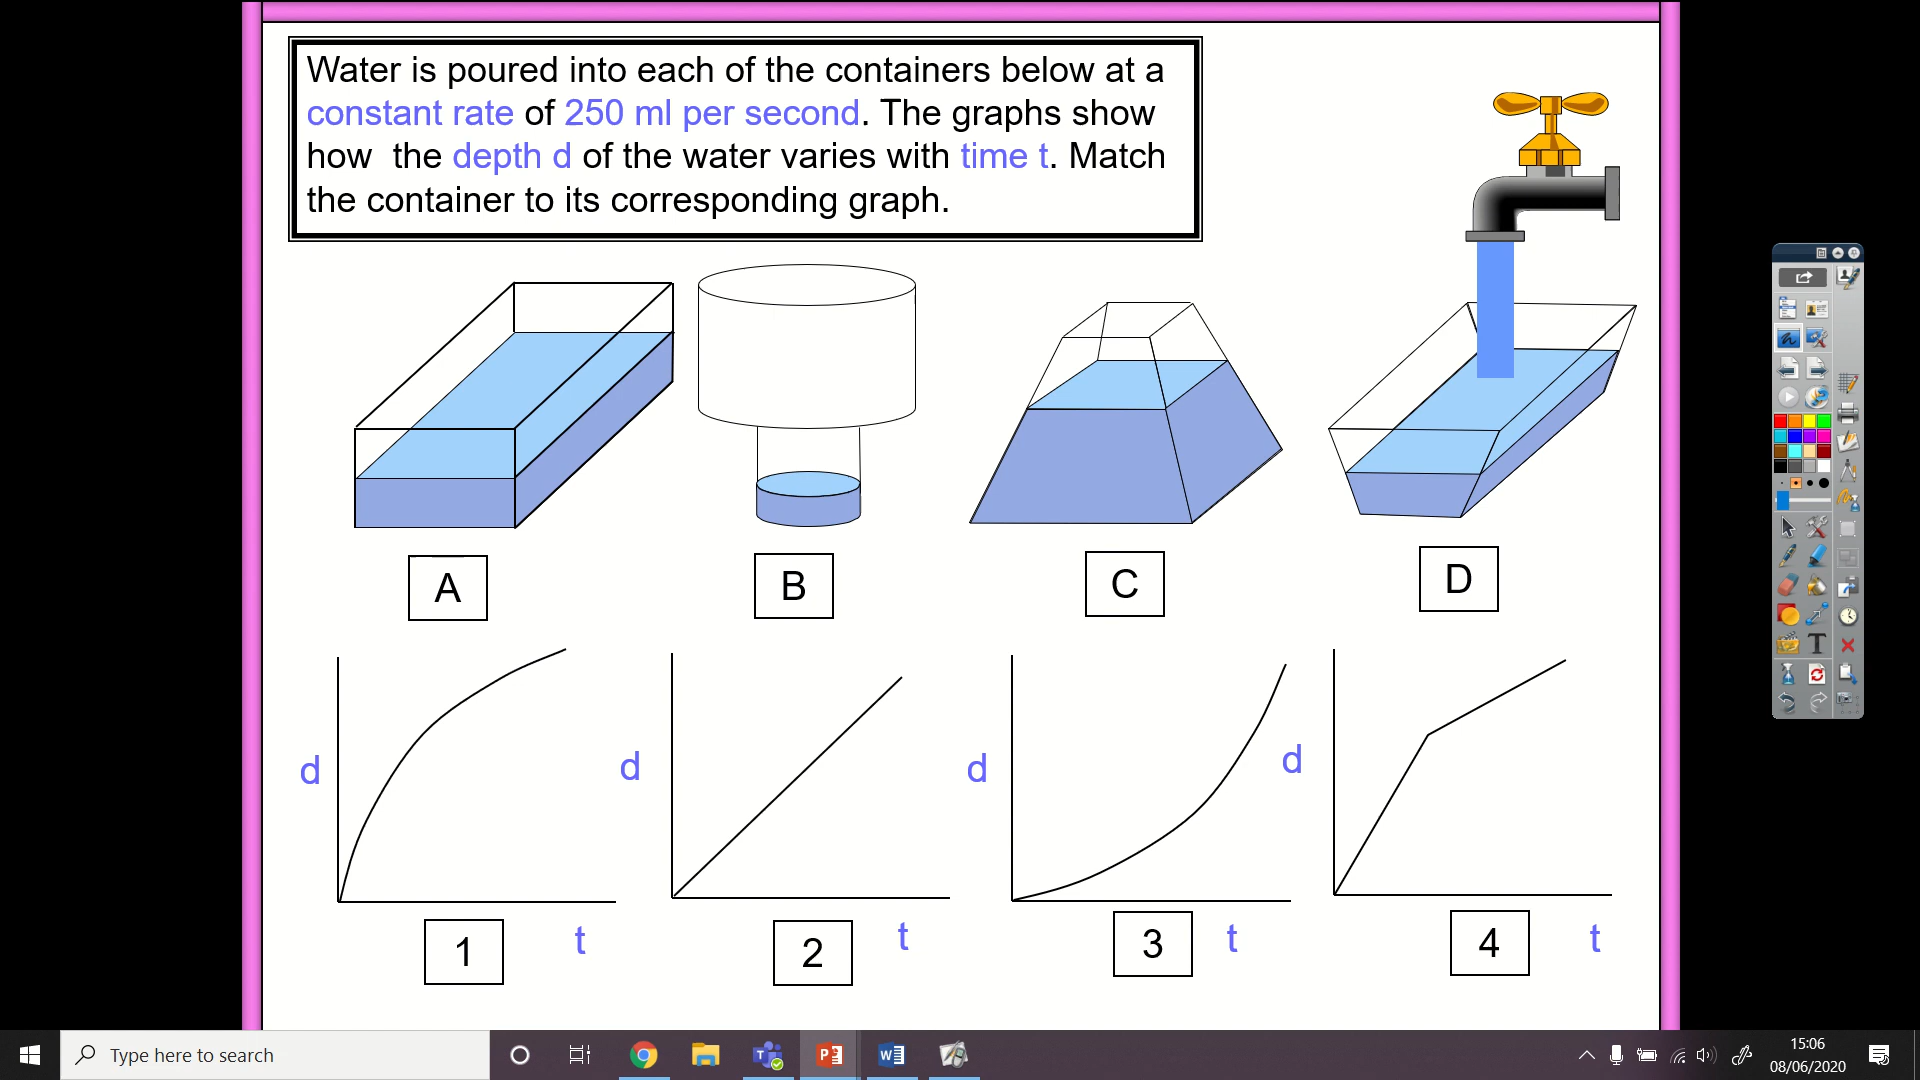 Water is poured into each of the containers below at a
constant rate of 250 ml per second. The graphs show
how the depth d of the water varies with time t. Match
the container to its corresponding graph.
A
B
C
D
d
d
d
d
1
t
2
t
3
t
4
t
T
Type here to search
15:06
08/06/2020